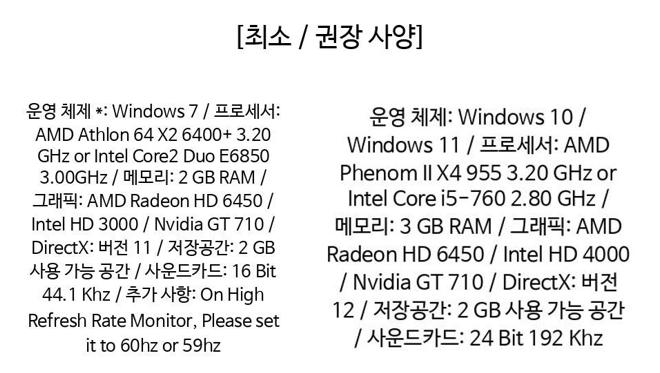 [최소 / 권장 사양]
운영 체제 *: Windows 7 / 프로세서:
AMD Athlon 64 X2 6400+ 3.20
GHz or Intel Core2 Duo E6850
3.00GHz / 메모리: 2 GB RAM /
그래픽: AMD Radeon HD 6450 /
Intel HD 3000 / Nvidia GT 710 /
DirectX: 버전 11 / 저장공간: 2 GB
사용 가능 공간 / 사운드카드: 16 Bit
44.1 Khz / 추가 사항: On High
Refresh Rate Monitor, Please set
it to 60hz or 59hz
운영 체제: Windows 10 /
Windows 11 / 프로세서: AMD
Phenom II X4 955 3.20 GHz or
Intel Core i5-760 2.80 GHz /
메모리: 3 GB RAM / 그래픽: AMD
Radeon HD 6450 / Intel HD 4000
/ Nvidia GT 710 / DirectX: 버전
12 / 저장공간: 2 GB 사용 가능 공간
/ 사운드카드: 24 Bit 192 Khz